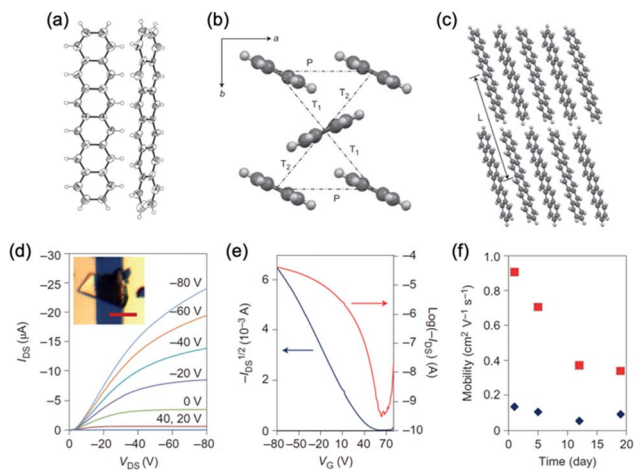 (a)
(b)
a
b
P
T1
T2
T2
T1
P
(c)
L
(d)
−30
−25
−20
−15
−10
−5
0
IDS (μA)
−80 V
−60 V
−40 V
−20 V
0 V
40, 20 V
0 −20 −40 −60 −80
VDS (V)
(e)
6
4
2
0
−IDS1/2 (10−3 A)
−4
−5
−6
−7
−8
−9
−10
Log(−IDS) (A)
−80 −50 −20 10 40 70
VG (V)
(f)
1.0
0.8
0.6
0.4
0.2
0
Mobility (cm2 V−1 s−1)
0 5 10 15 20
Time (day)